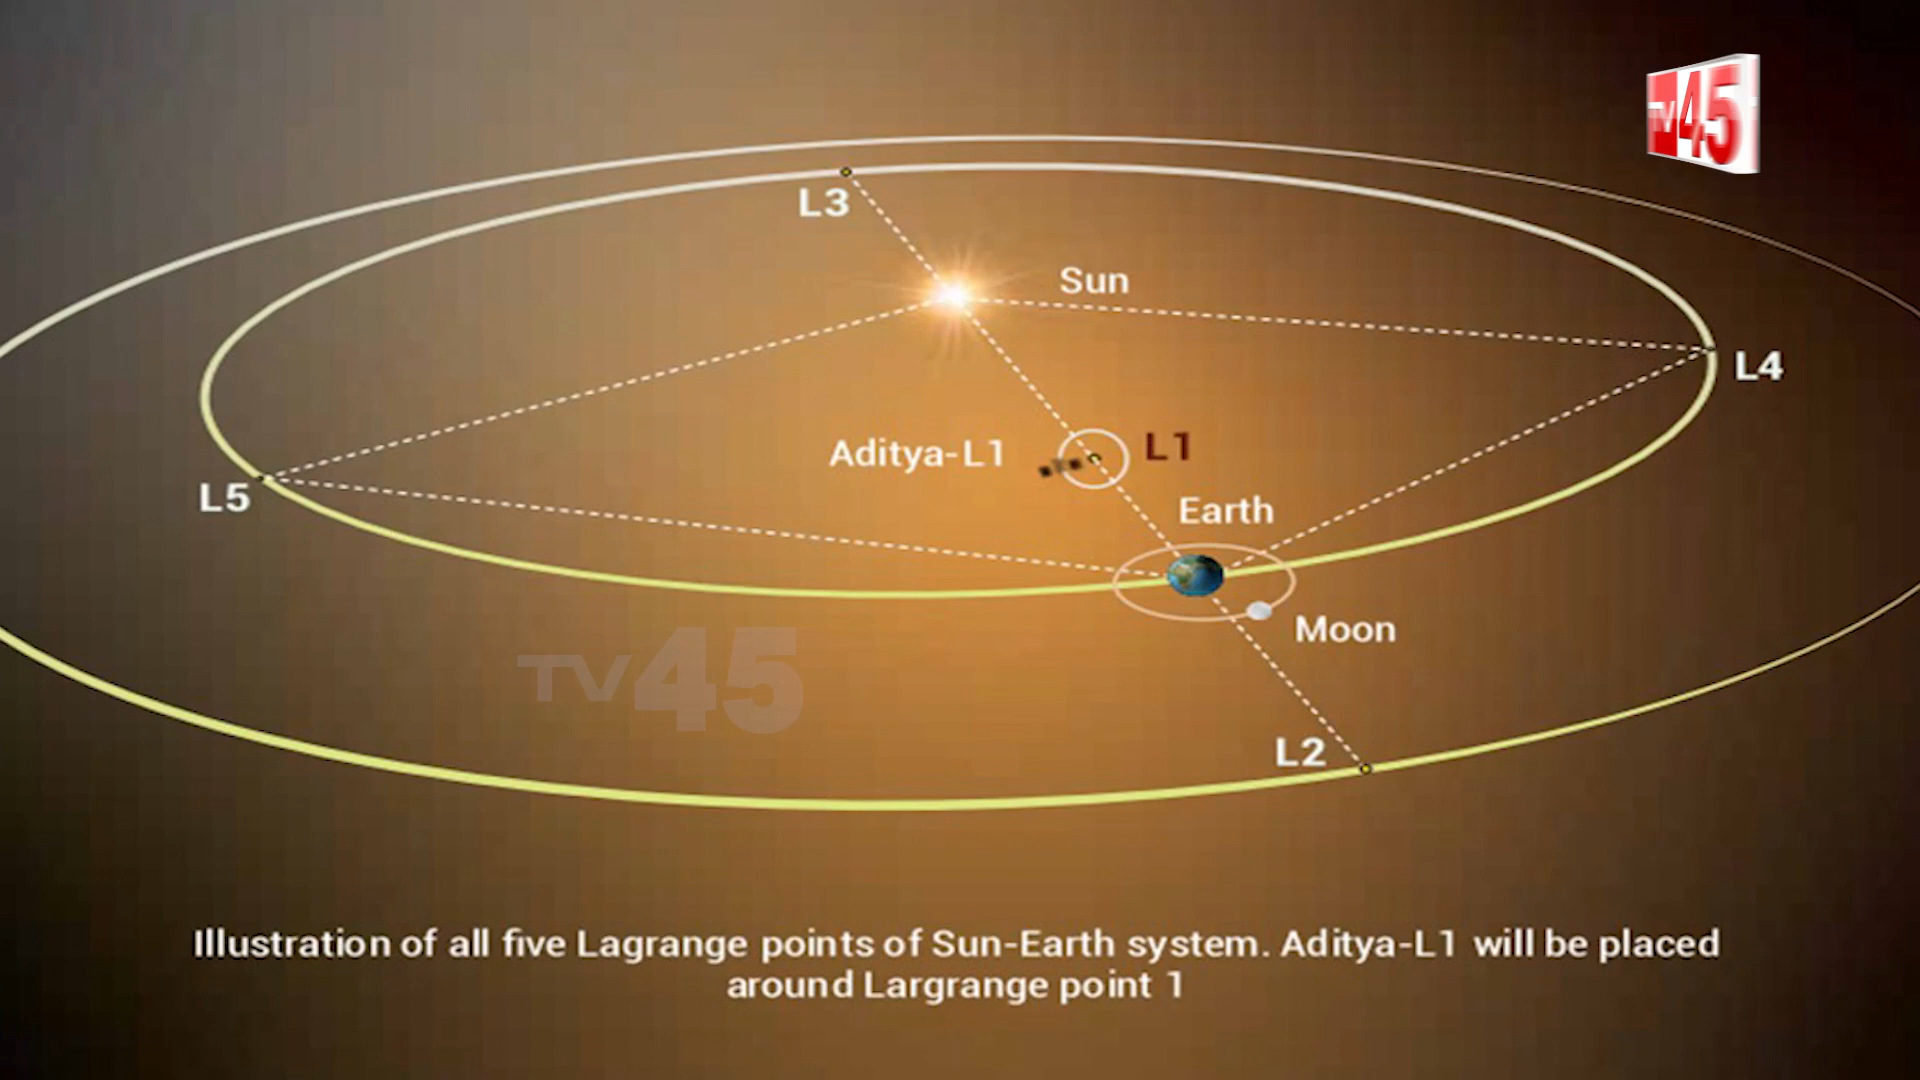 TV45
L3
Sun
L4
Aditya-L1
L1
L5
Earth
Moon
TV45
L2
Illustration of all five Lagrange points of Sun-Earth system. Aditya-L1 will be placed
around Largrange point 1